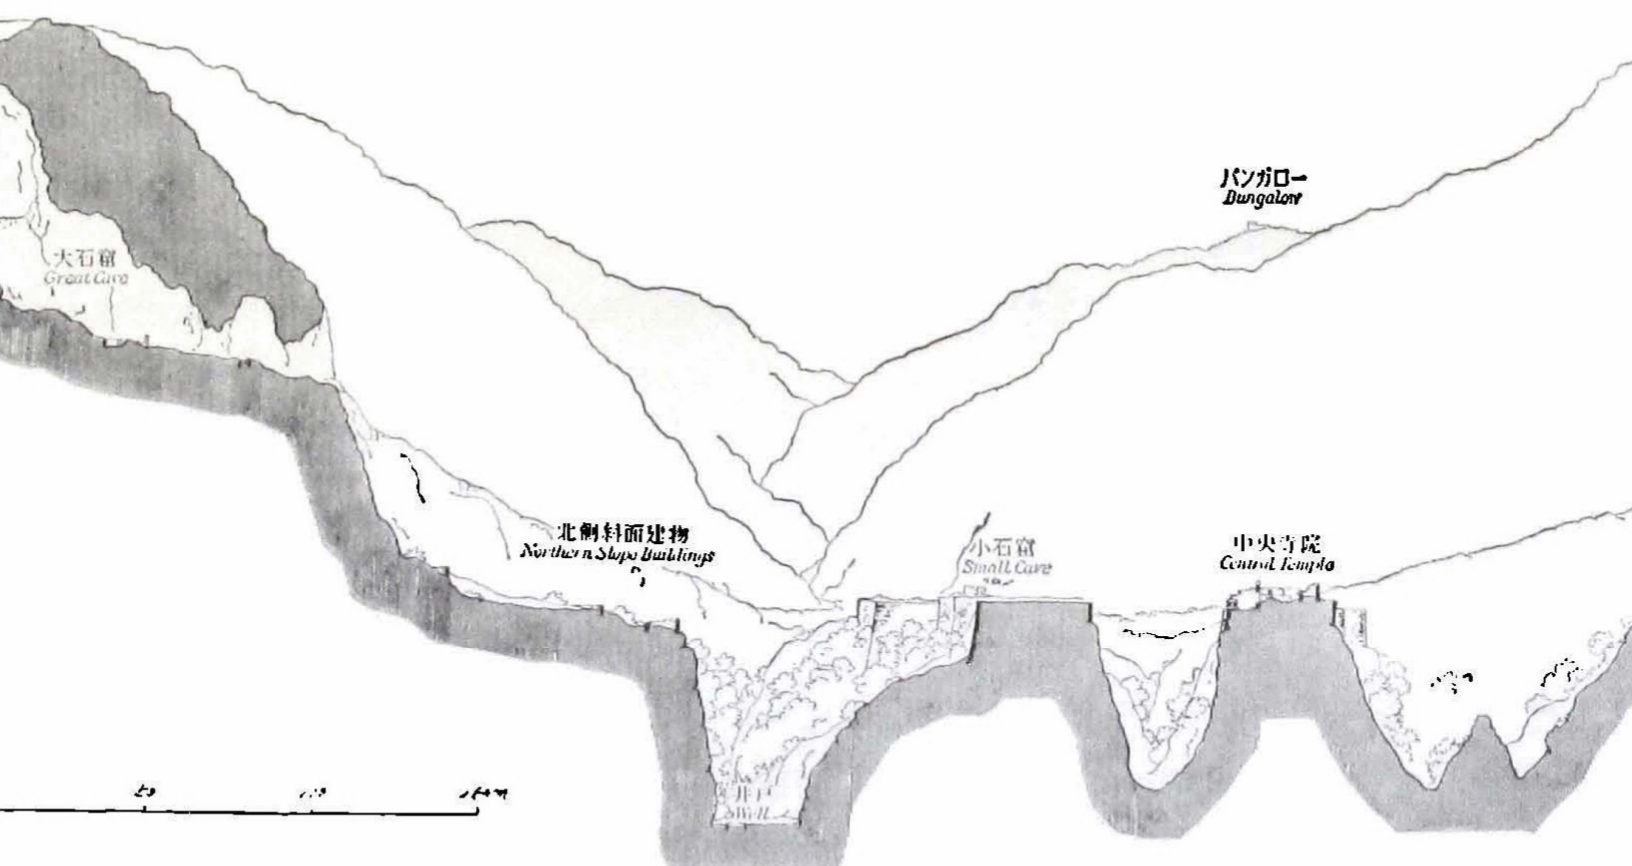 バンガロー
Bungalow
大石窟
Great Cave
北側斜面建物
Northern Slope Buildings
小石窟
Small Cave
中央寺院
Central Temple
井戸
Well